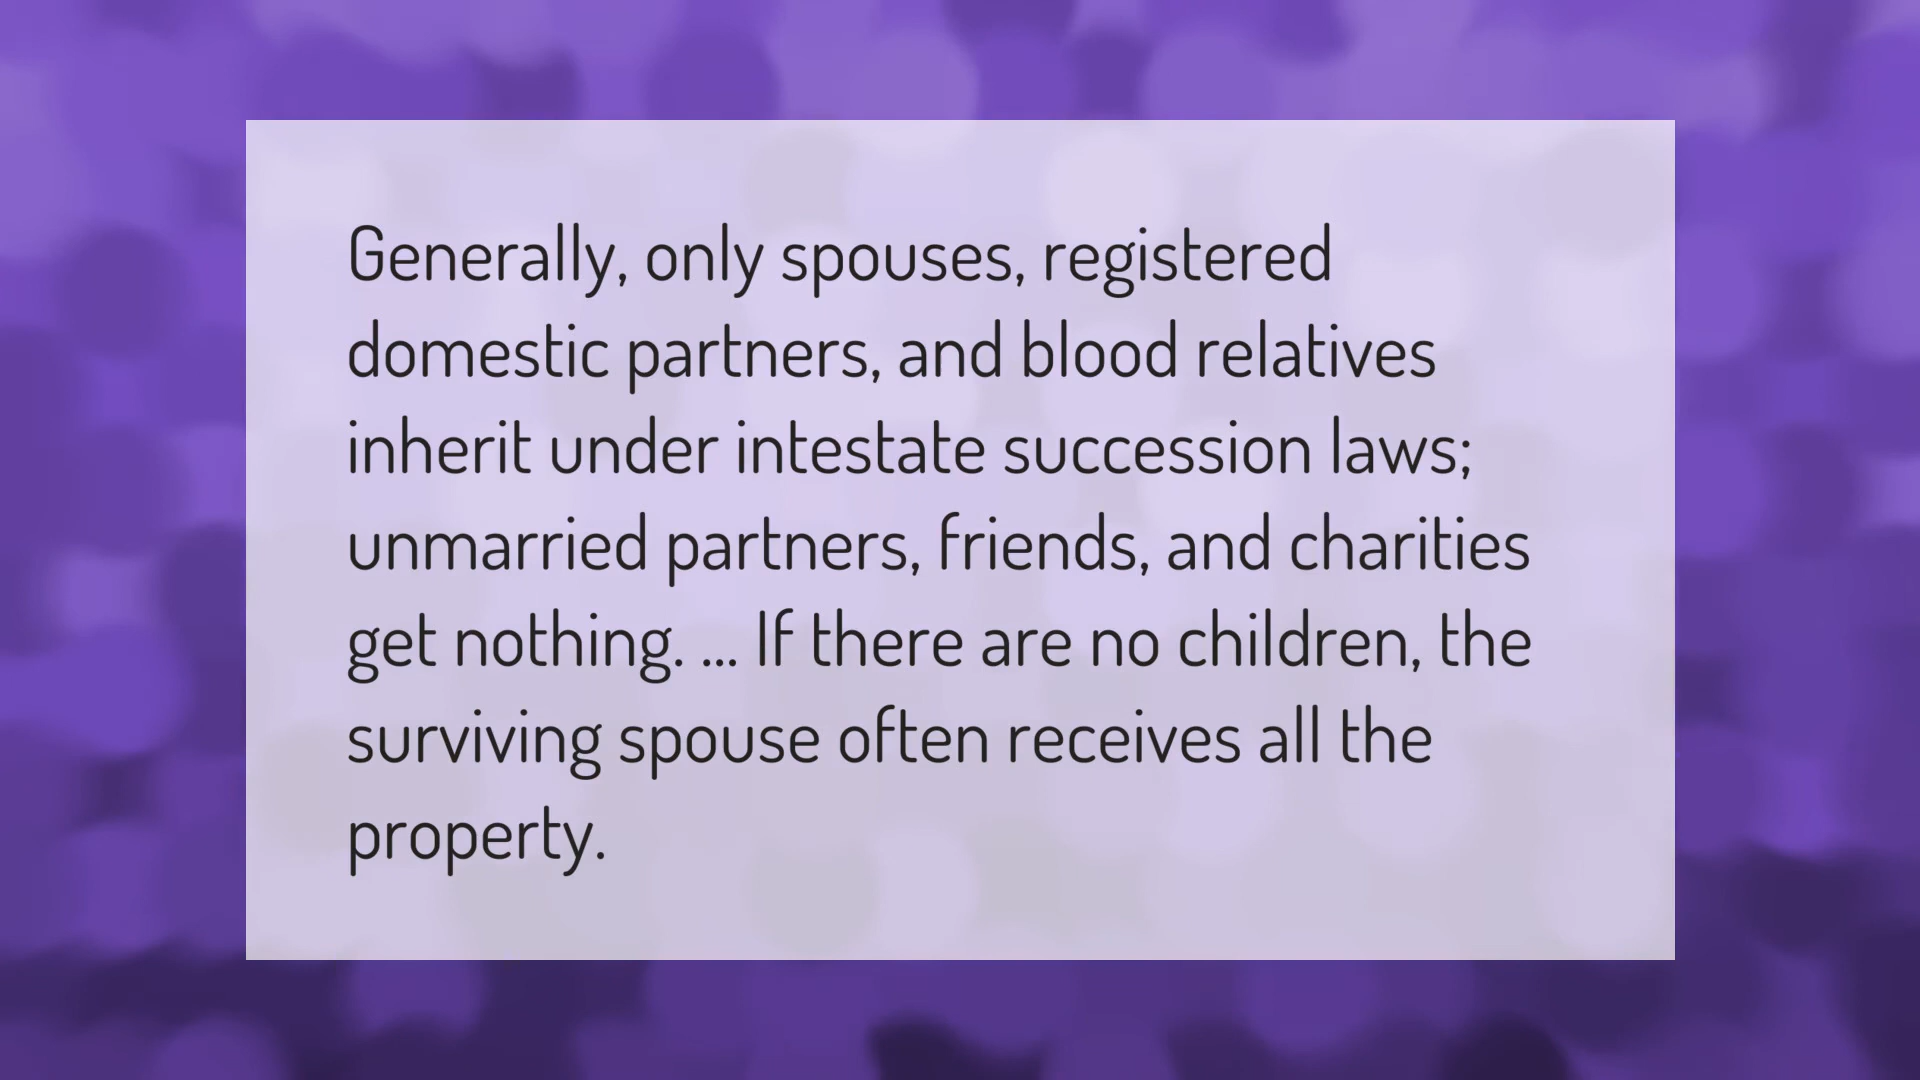 Generally, only spouses, registered
domestic partners, and blood relatives
inherit under intestate succession laws;
unmarried partners, friends, and charities
get nothing. ... If there are no children, the
surviving spouse often receives all the
property.